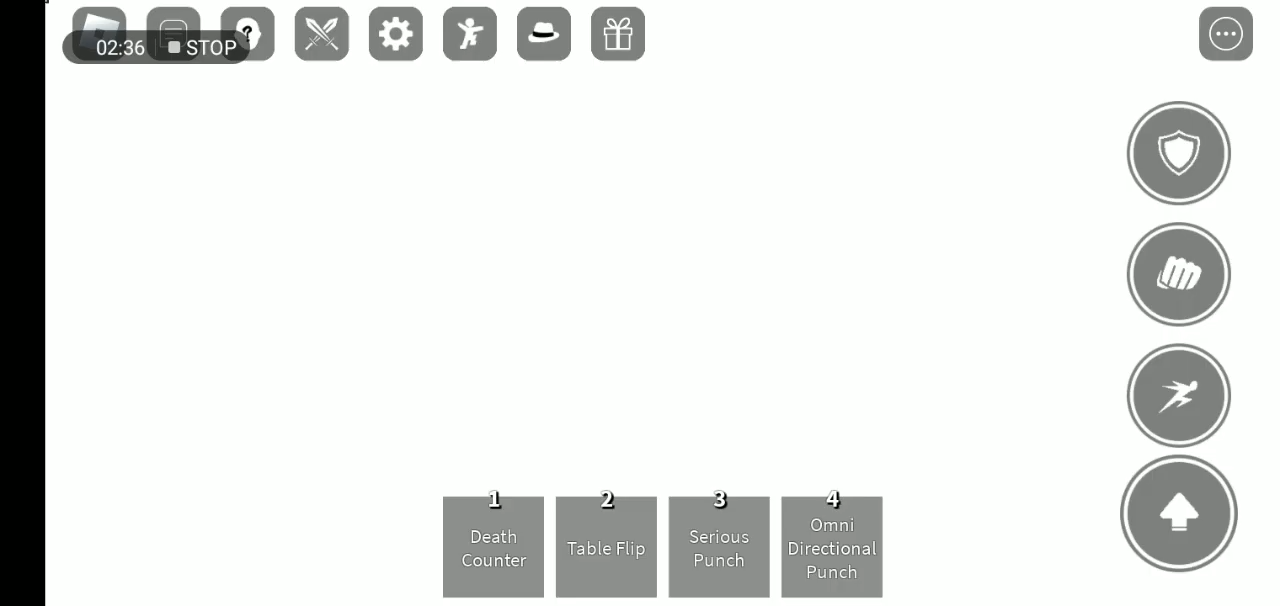 02:36 STOP
?
1 2 3 4
Death Counter
Table Flip
Serious Punch
Omni Directional Punch